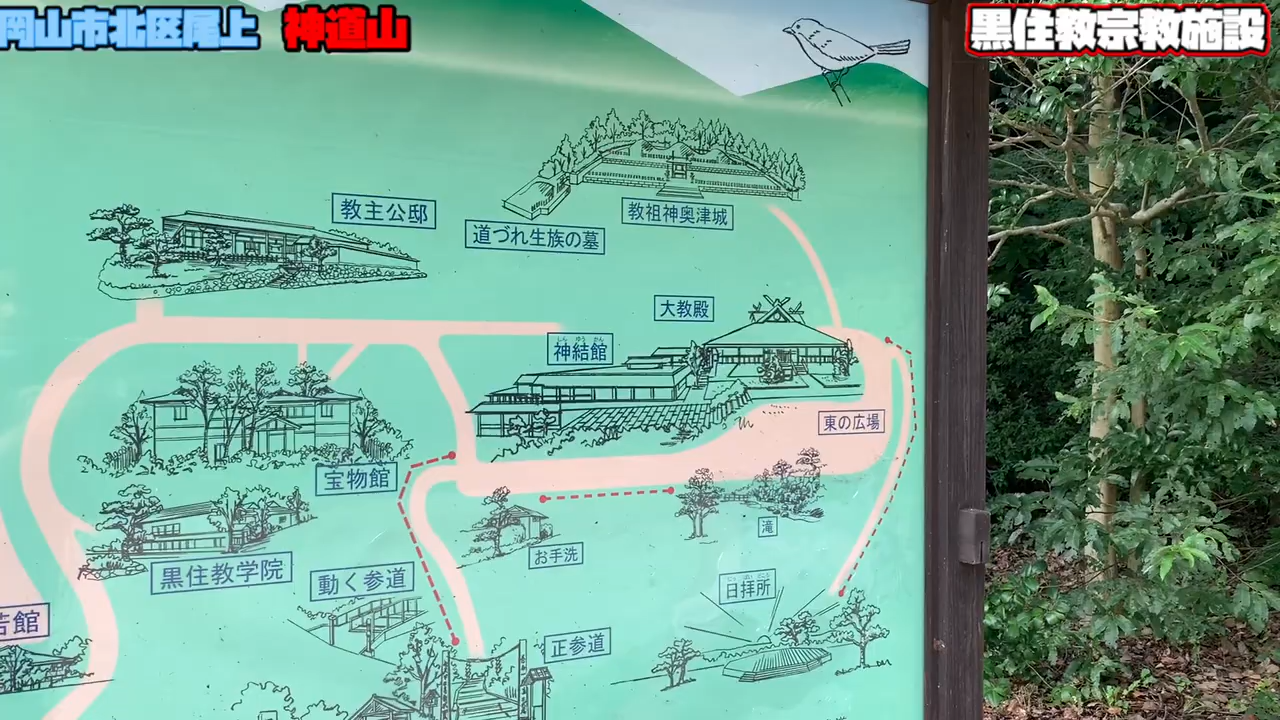 岡山市北区尾上 神道山
黒住教宗教施設
教主公邸
道づれ生族の墓
教祖神奥津城
大教殿
神結館
東の広場
宝物館
お手洗
滝
黒住教学院
動く参道
日拝所
館
正参道